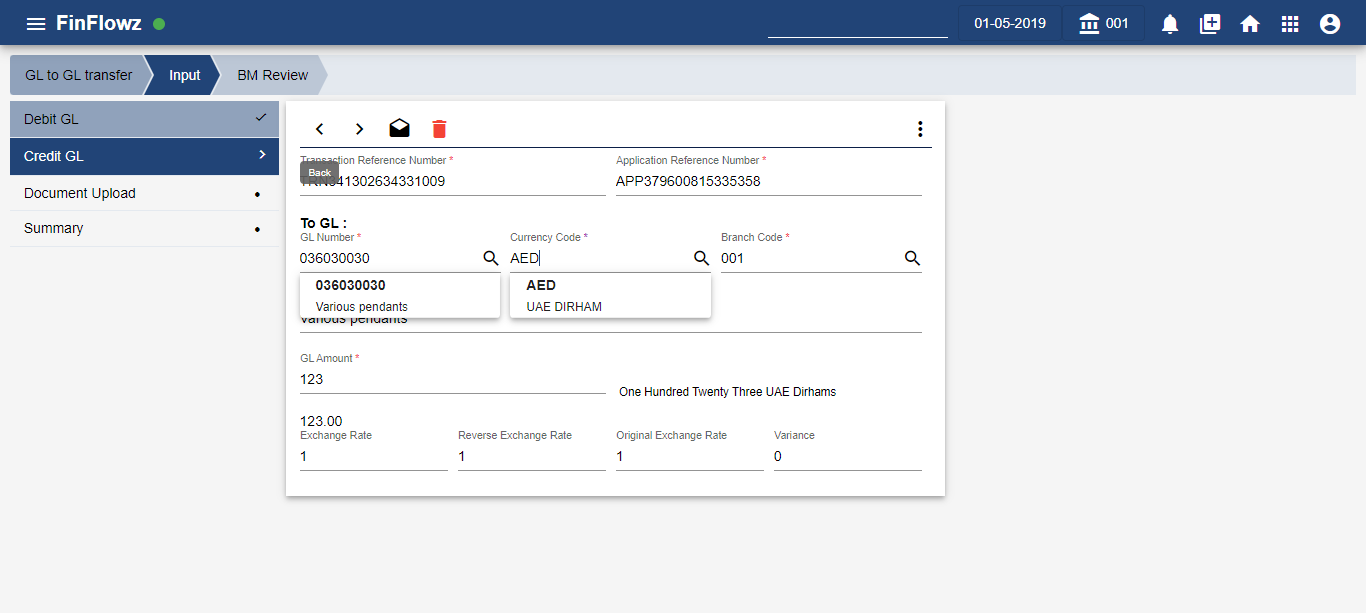 FinFlowz
01-05-2019
001
GL to GL transfer
Input
BM Review
Debit GL
Credit GL
Document Upload
Summary
Transaction Reference Number *
Application Reference Number *
Back
TRN341302634331009
APP379600815335358
To GL :
GL Number *
Currency Code *
Branch Code *
036030030
AED
001
036030030
Various pendants
AED
UAE DIRHAM
Various pendants
GL Amount *
123
One Hundred Twenty Three UAE Dirhams
123.00
Exchange Rate
Reverse Exchange Rate
Original Exchange Rate
Variance
1
1
1
0